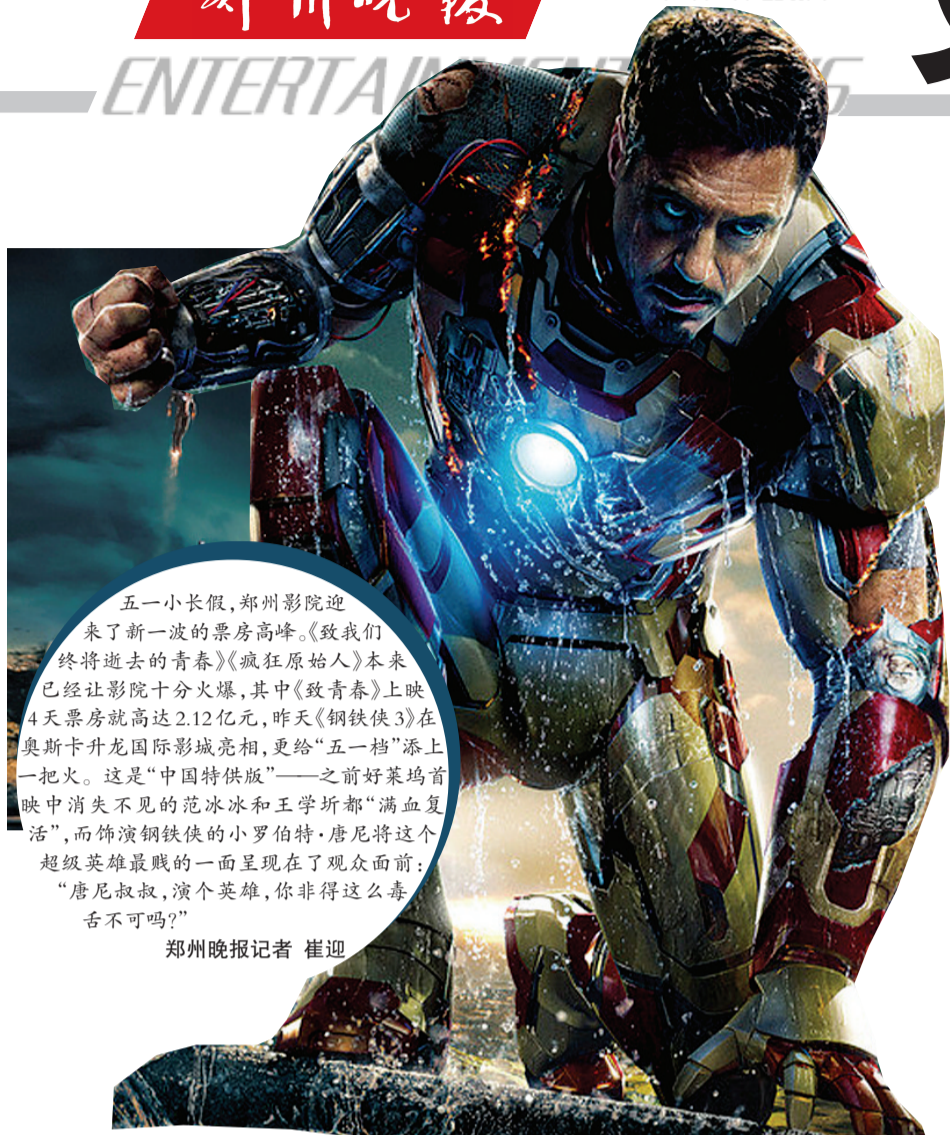 郑州晚报
ENTERTAINMENT
五一小长假,郑州影院迎
来了新一波的票房高峰。《致我们
终将逝去的青春》《疯狂原始人》本来
已经让影院十分火爆,其中《致青春》上映
4天票房就高达2.12亿元,昨天《钢铁侠3》在
奥斯卡升龙国际影城亮相,更给“五一档”添上
一把火。这是“中国特供版”——之前好莱坞首
映中消失不见的范冰冰和王学圻都“满血复
活”,而饰演钢铁侠的小罗伯特·唐尼将这个
超级英雄最贱的一面呈现在了观众面前:
“唐尼叔叔,演个英雄,你非得这么毒
舌不可吗?”
郑州晚报记者 崔迎